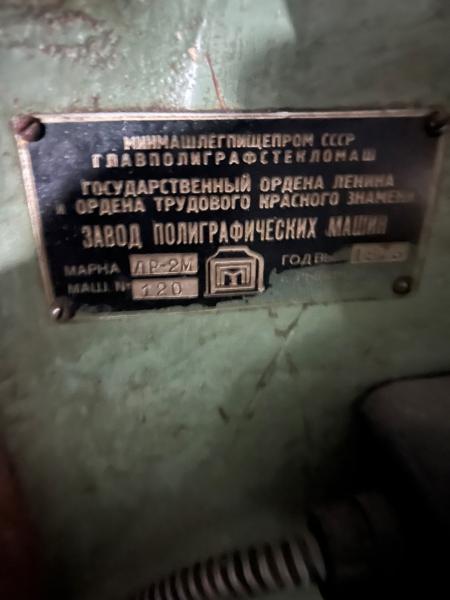 МИНМАШЛЕГПИЩЕПРОМ СССР
ГЛАВПОЛИГРАФСТЕКЛОМАШ
ГОСУДАРСТВЕННЫЙ ОРДЕНА ЛЕНИНА
И ОРДЕНА ТРУДОВОГО КРАСНОГО ЗНАМЕНИ
ЗАВОД ПОЛИГРАФИЧЕСКИХ МАШИН
МАРКА ЛР-2М ГОД
МАШ. № 120